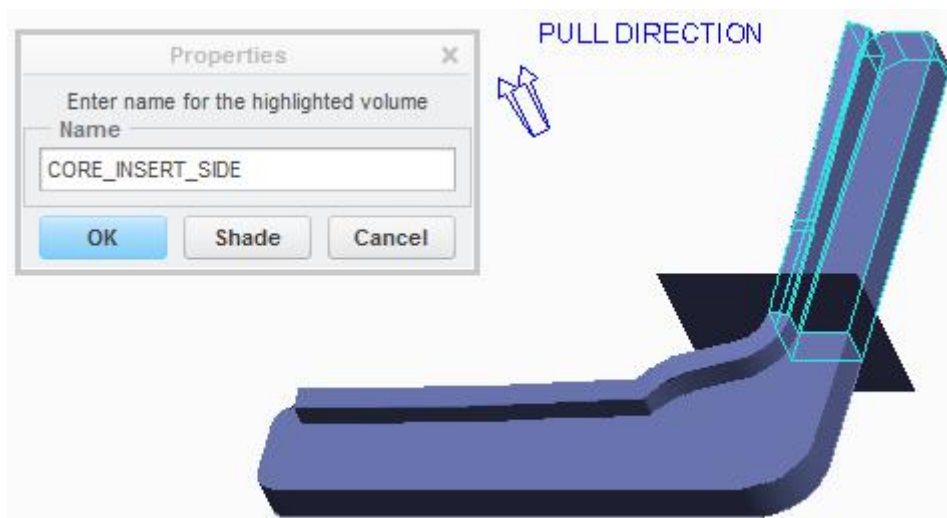 Properties
PULL DIRECTION
Enter name for the highlighted volume
Name
CORE_INSERT_SIDE
OK Shade Cancel